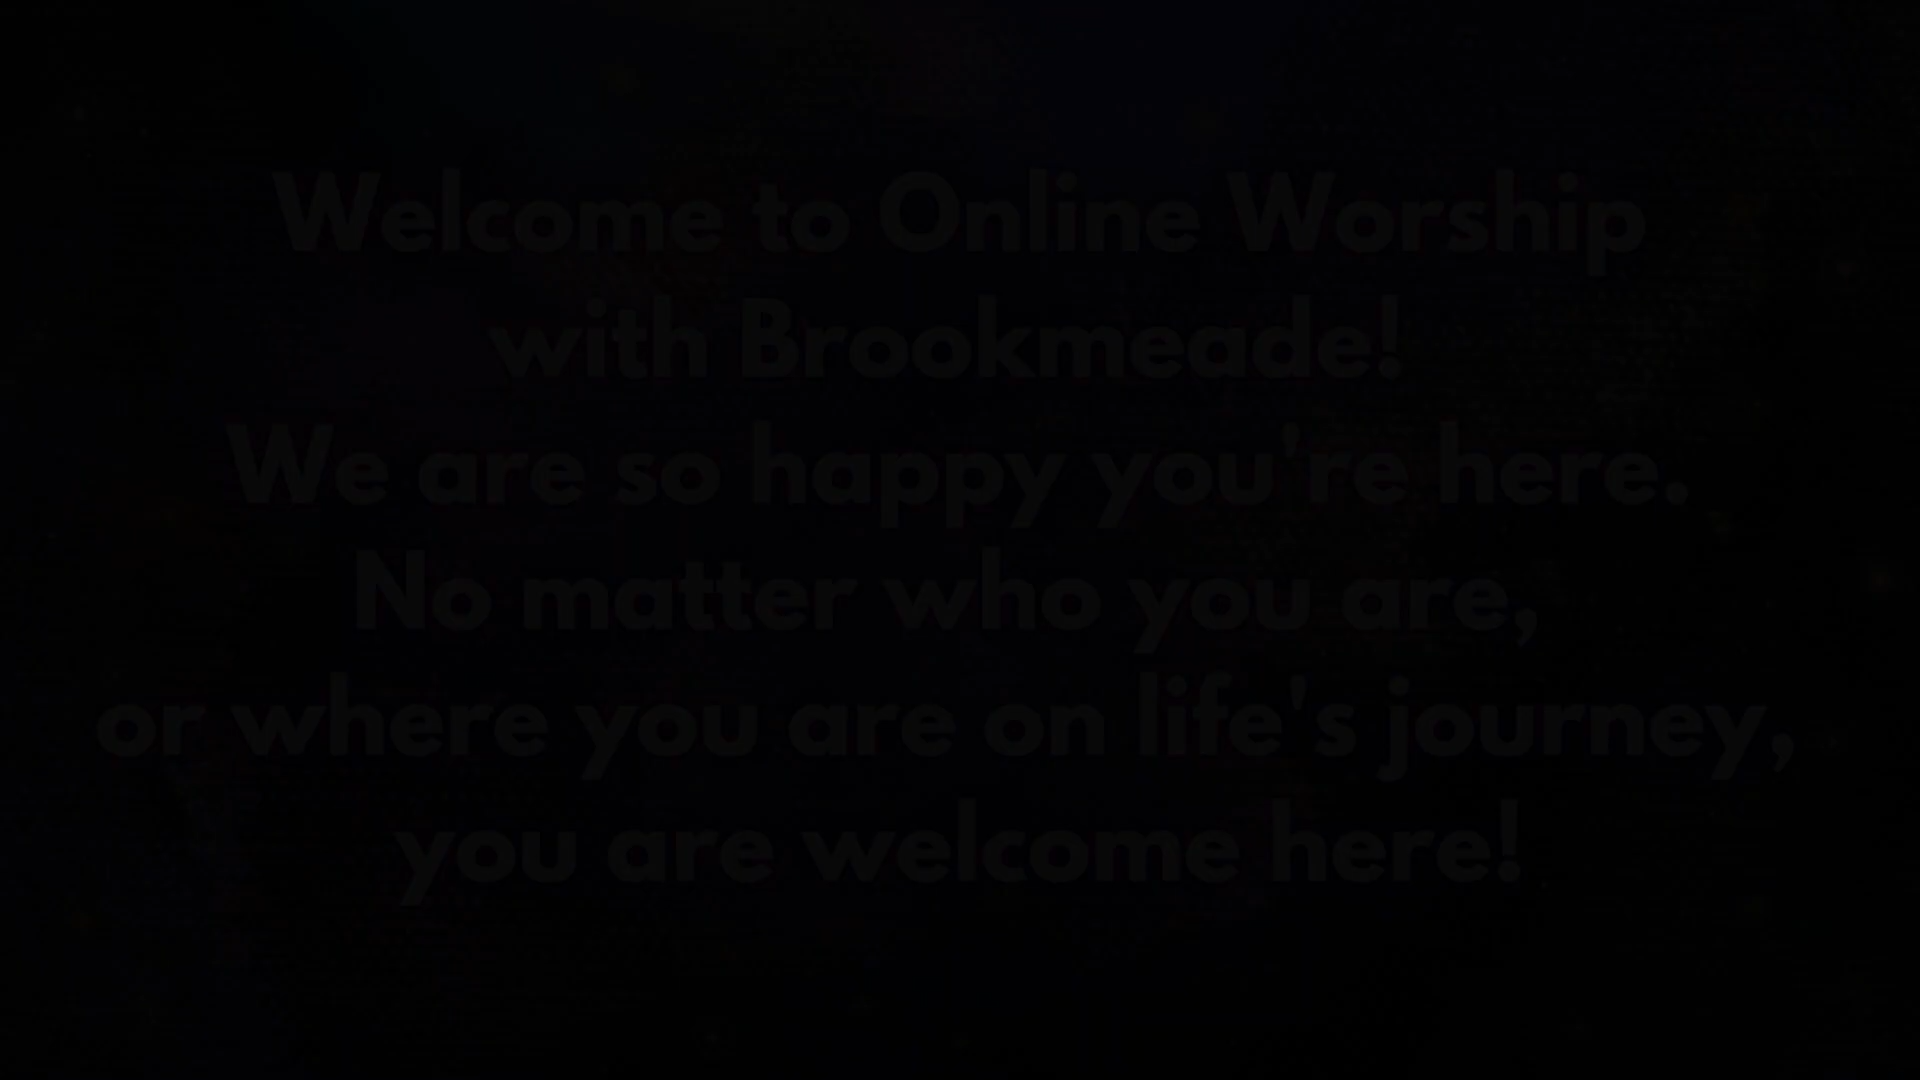 Welcome to Online Worship
with Brookmeade!
We are so happy you're here.
No matter who you are,
or where you are on life's journey,
you are welcome here!